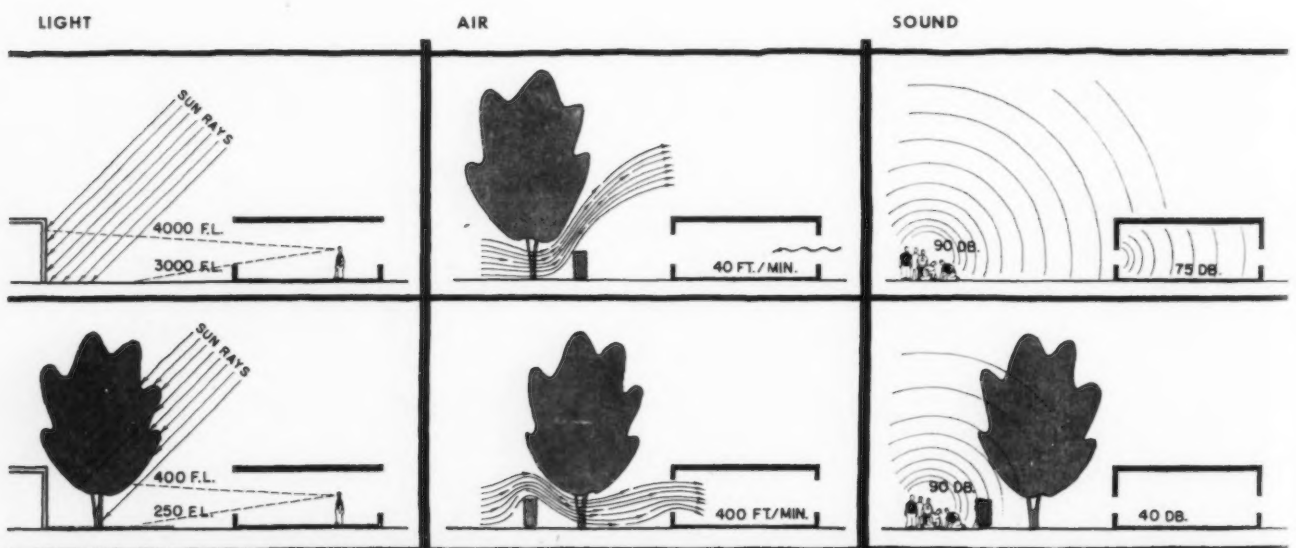 LIGHT
AIR
SOUND
SUN RAYS
4000 F.L.
3000 F.L.
40 FT./MIN.
90 DB.
75 DB.
SUN RAYS
400 F.L.
250 F.L.
400 FT/MIN.
90 DB.
40 DB.